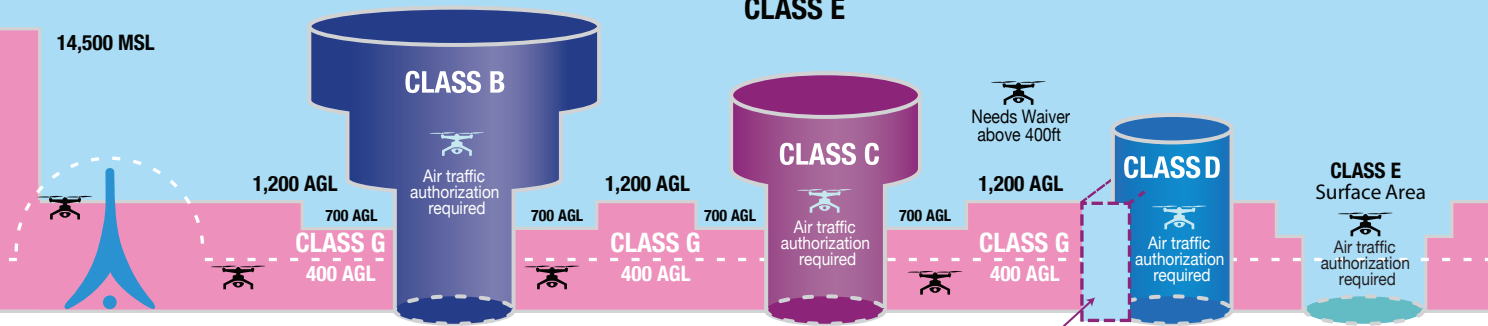 CLASS E
14,500 MSL
CLASS B
Air traffic
authorization
required
1,200 AGL
700 AGL
CLASS G
400 AGL
1,200 AGL
700 AGL
700 AGL
CLASS G
400 AGL
CLASS C
Air traffic
authorization
required
Needs Waiver
above 400ft
1,200 AGL
700 AGL
CLASS G
400 AGL
CLASS D
Air traffic
authorization
required
CLASS E
Surface Area
Air traffic
authorization
required